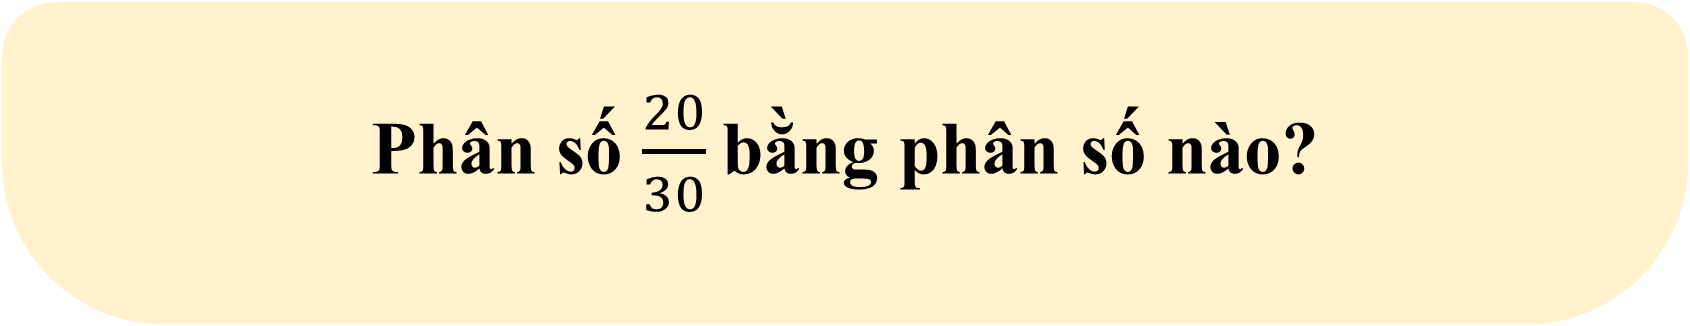 Phân số 20/30 bằng phân số nào?